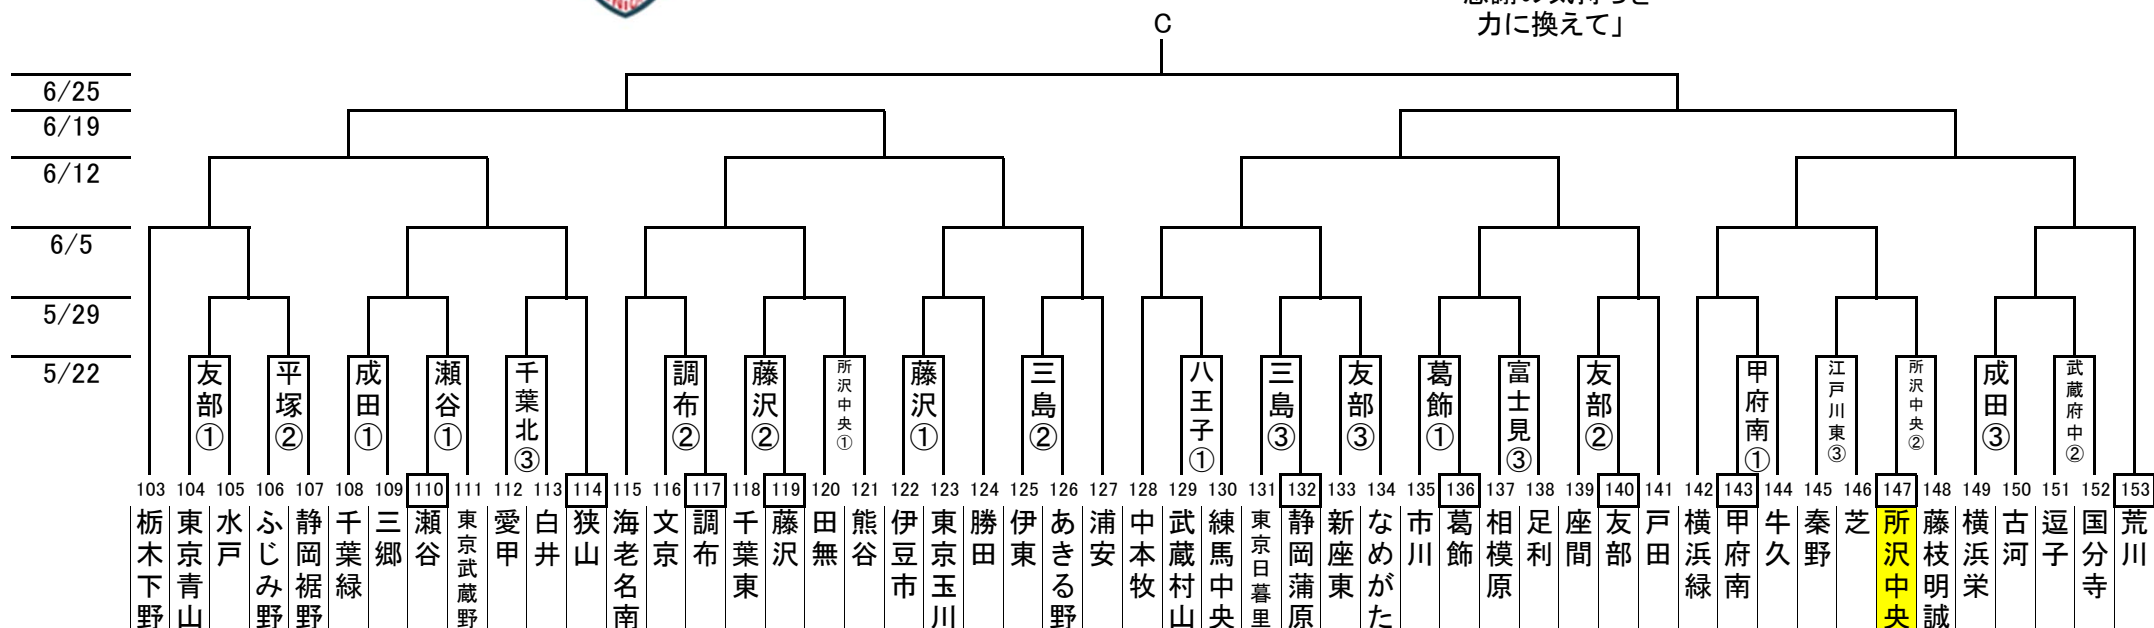 C
力に換えて」
6/25
6/19
6/12
6/5
5/29
5/22
友部①
平塚②
成田①
瀬谷①
千葉北③
調布②
藤沢②
所沢中央①
藤沢①
三島②
八王子①
三島③
友部③
葛飾①
富士見③
友部②
甲府南①
江戸川東③
所沢中央②
成田③
武蔵府中②
103 104 105 106 107 108 109 110 111 112 113 114 115 116 117 118 119 120 121 122 123 124 125 126 127 128 129 130 131 132 133 134 135 136 137 138 139 140 141 142 143 144 145 146 147 148 149 150 151 152 153
栃木下野
東京青山
水戸
ふじみ野
静岡裾野
千葉緑
三郷
瀬谷
東京武蔵野
愛甲
白井
狭山
海老名南
文京
調布
千葉東
藤沢
田無
熊谷
伊豆市
東京玉川
勝田
伊東
あきる野
浦安
中本牧
武蔵村山
練馬中央
東京日暮里
静岡蒲原
新座東
なめがた
市川
葛飾
相模原
足利
座間
友部
戸田
横浜緑
甲府南
牛久
秦野
芝
所沢中央
藤枝明誠
横浜栄
古河
逗子
国分寺
荒川